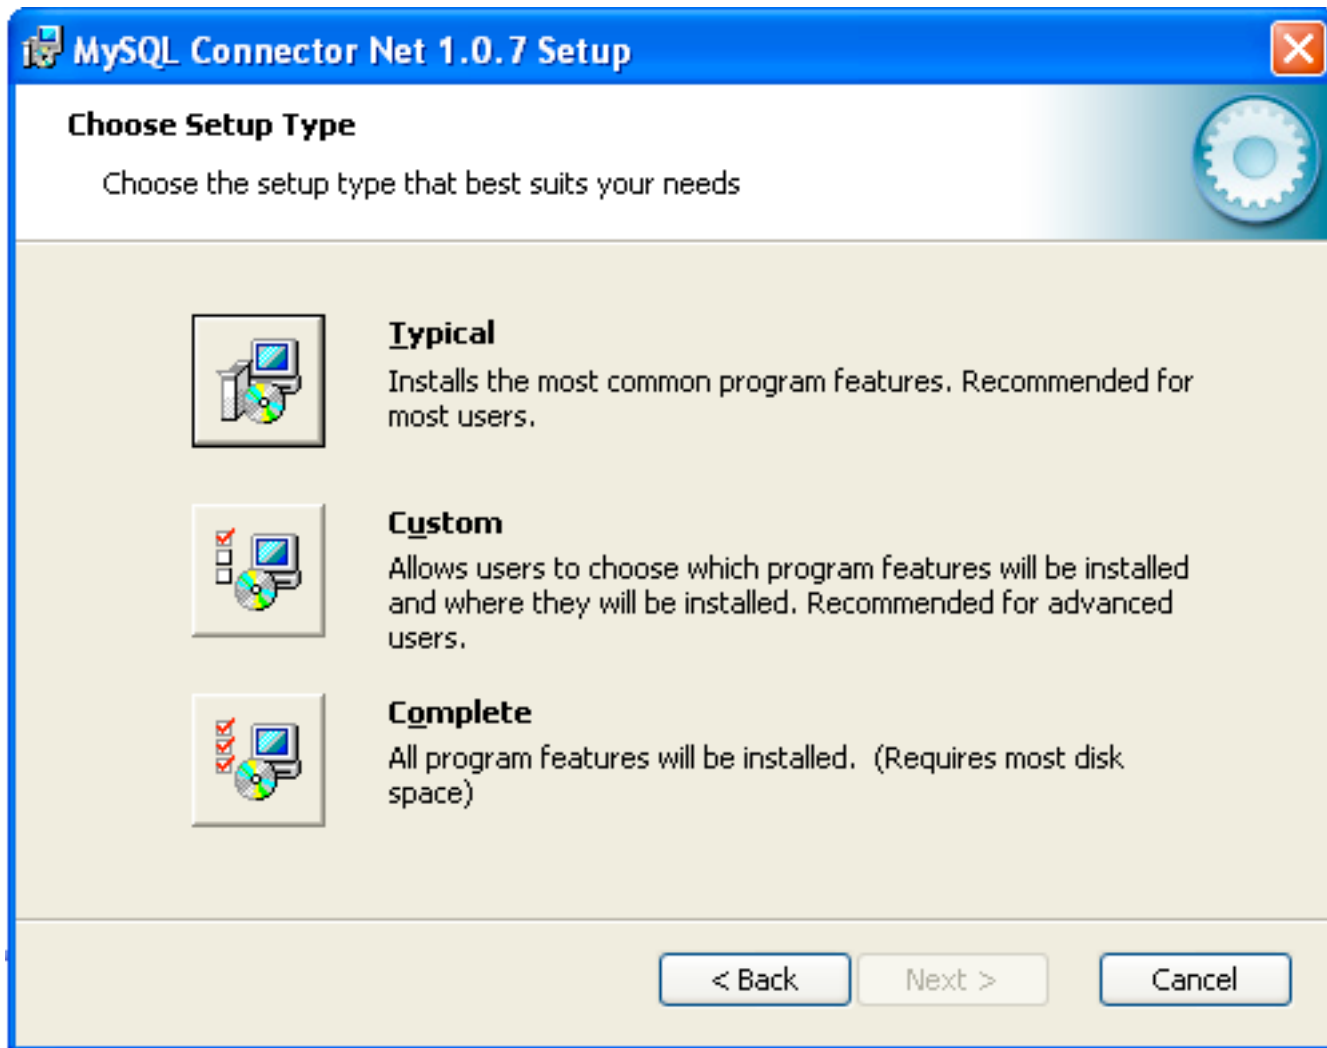 MySQL Connector Net 1.0.7 Setup
Choose Setup Type
Choose the setup type that best suits your needs
Typical
Installs the most common program features. Recommended for
most users.
Custom
Allows users to choose which program features will be installed
and where they will be installed. Recommended for advanced
users.
Complete
All program features will be installed.  (Requires most disk
space)
< Back
Next >
Cancel